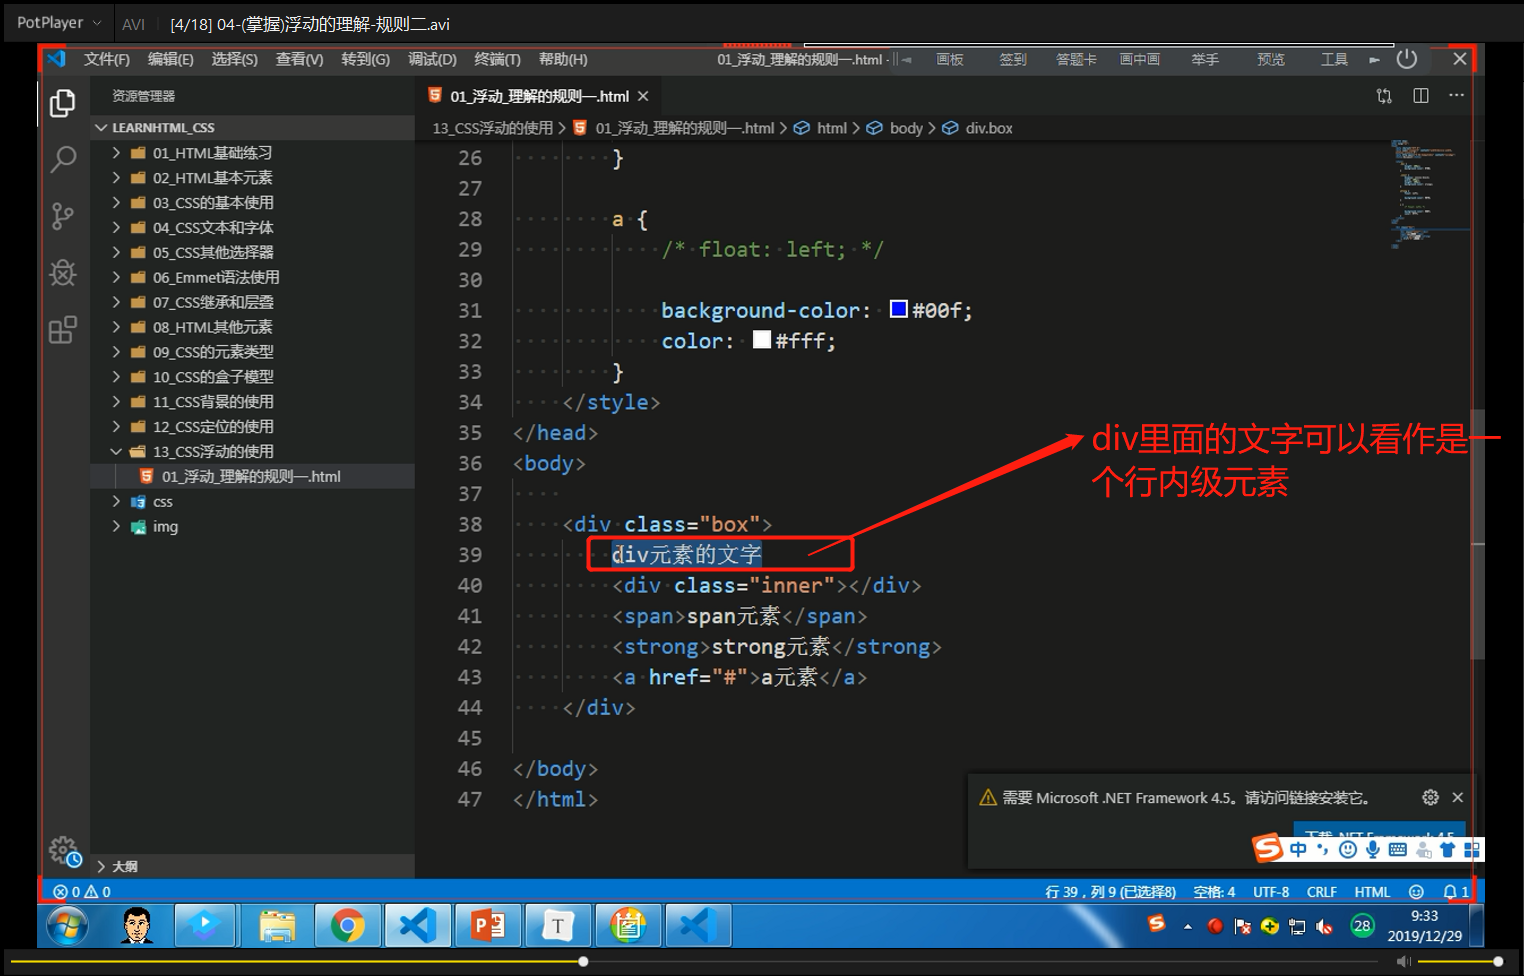 PotPlayer AVI [4/18] 04-(掌握)浮动的理解-规则二.avi
文件(F) 编辑(E) 选择(S) 查看(V) 转到(G) 调试(D) 终端(T) 帮助(H) 01_浮动_理解的规则一.html - 画板 签到 答题卡 画中画 举手 预览 工具
资源管理器
01_浮动_理解的规则一.html
LEARNHTML_CSS
13_CSS浮动的使用 > 01_浮动_理解的规则一.html > html > body > div.box
01_HTML基础练习
02_HTML基本元素
03_CSS的基本使用
04_CSS文本和字体
05_CSS其他选择器
06_Emmet语法使用
07_CSS继承和层叠
08_HTML其他元素
09_CSS的元素类型
10_CSS的盒子模型
11_CSS背景的使用
12_CSS定位的使用
13_CSS浮动的使用
01_浮动_理解的规则一.html
css
img
大纲
26 }
27
28 a {
29 /* float: left; */
30
31 background-color: #00f;
32 color: #fff;
33 }
34 </style>
35 </head>
36 <body>
37
38 <div class="box">
39 div元素的文字
40 <div class="inner"></div>
41 <span>span元素</span>
42 <strong>strong元素</strong>
43 <a href="#">a元素</a>
44 </div>
45
46 </body>
47 </html>
div里面的文字可以看作是一
个行内级元素
需要 Microsoft .NET Framework 4.5。请访问链接安装它。
下载 .NET Framework 4.5
中
0 0 行 39，列 9 (已选择8) 空格: 4 UTF-8 CRLF HTML 1
28
9:33
2019/12/29